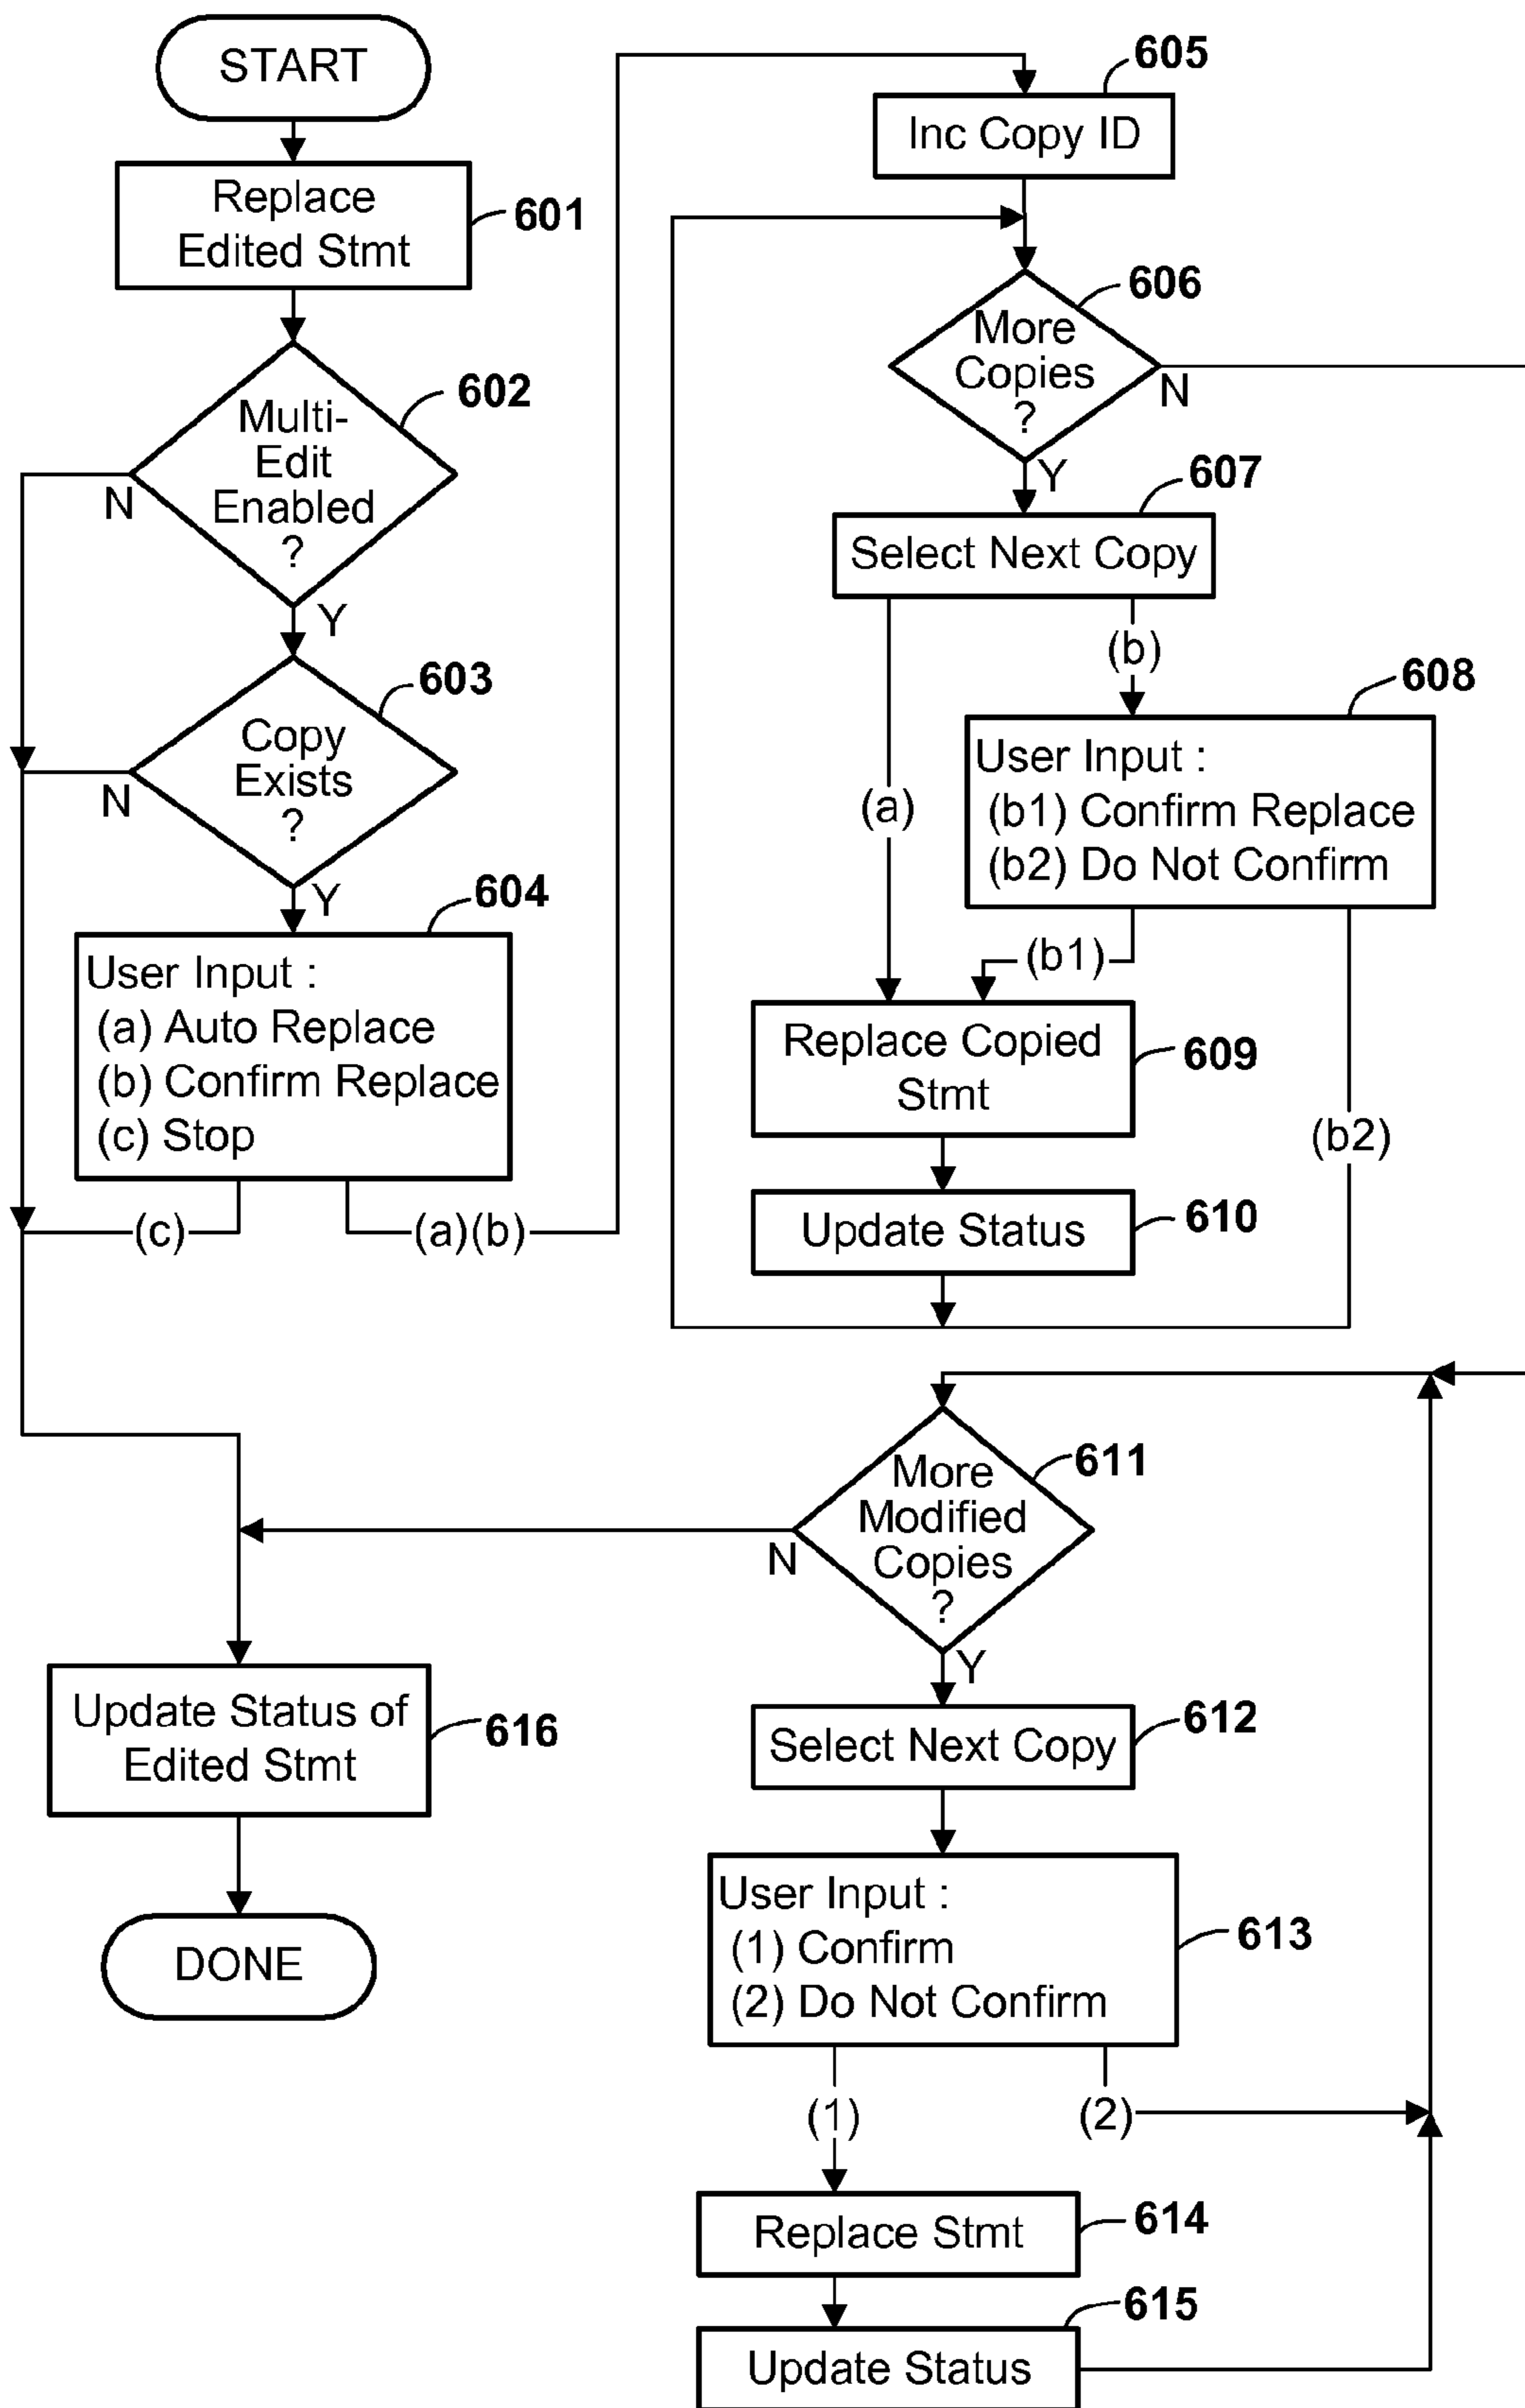 START
Replace
Edited Stmt
601
Multi-
Edit
Enabled
?
602
N
Y
Copy
Exists
?
603
N
Y
604
User Input :
(a) Auto Replace
(b) Confirm Replace
(c) Stop
(c)
(a)(b)
605
Inc Copy ID
606
More
Copies
?
N
Y
607
Select Next Copy
(a)
(b)
608
User Input :
(b1) Confirm Replace
(b2) Do Not Confirm
(b1)
(b2)
Replace Copied
Stmt
609
Update Status
610
More
Modified
Copies
?
611
N
Y
Select Next Copy
612
User Input :
(1) Confirm
(2) Do Not Confirm
613
(1)
(2)
Replace Stmt
614
615
Update Status
Update Status of
Edited Stmt
616
DONE